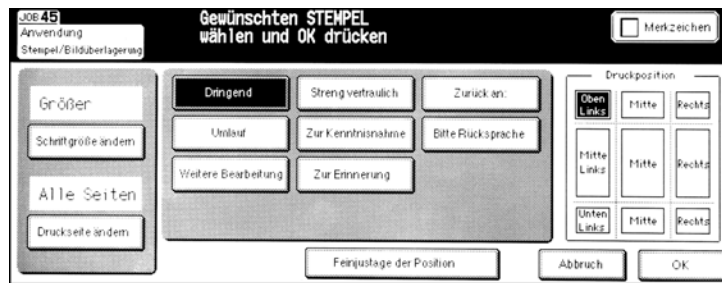 JOB 45
Anwendung
Stempel/Bildüberlagerung
Gewünschten STEMPEL
wählen und OK drücken
Merkzeichen
Größer
Schriftgröße ändern
Alle Seiten
Druckseite ändern
Dringend
Streng vertraulich
Zurück an:
Umlauf
Zur Kenntnisnahme
Bitte Rücksprache
Weitere Bearbeitung
Zur Erinnerung
Druckposition
Oben Links
Mitte
Rechts
Mitte Links
Mitte
Rechts
Unten Links
Mitte
Rechts
Feinjustage der Position
Abbruch
OK